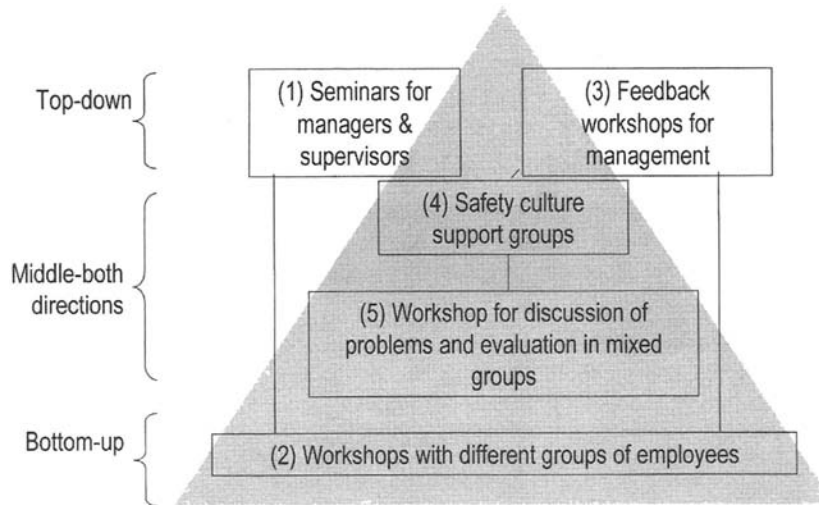 Top-down
(1) Seminars for
managers &
supervisors
(3) Feedback
workshops for
management
Middle-both
directions
(4) Safety culture
support groups
(5) Workshop for discussion of
problems and evaluation in mixed
groups
Bottom-up
(2) Workshops with different groups of employees